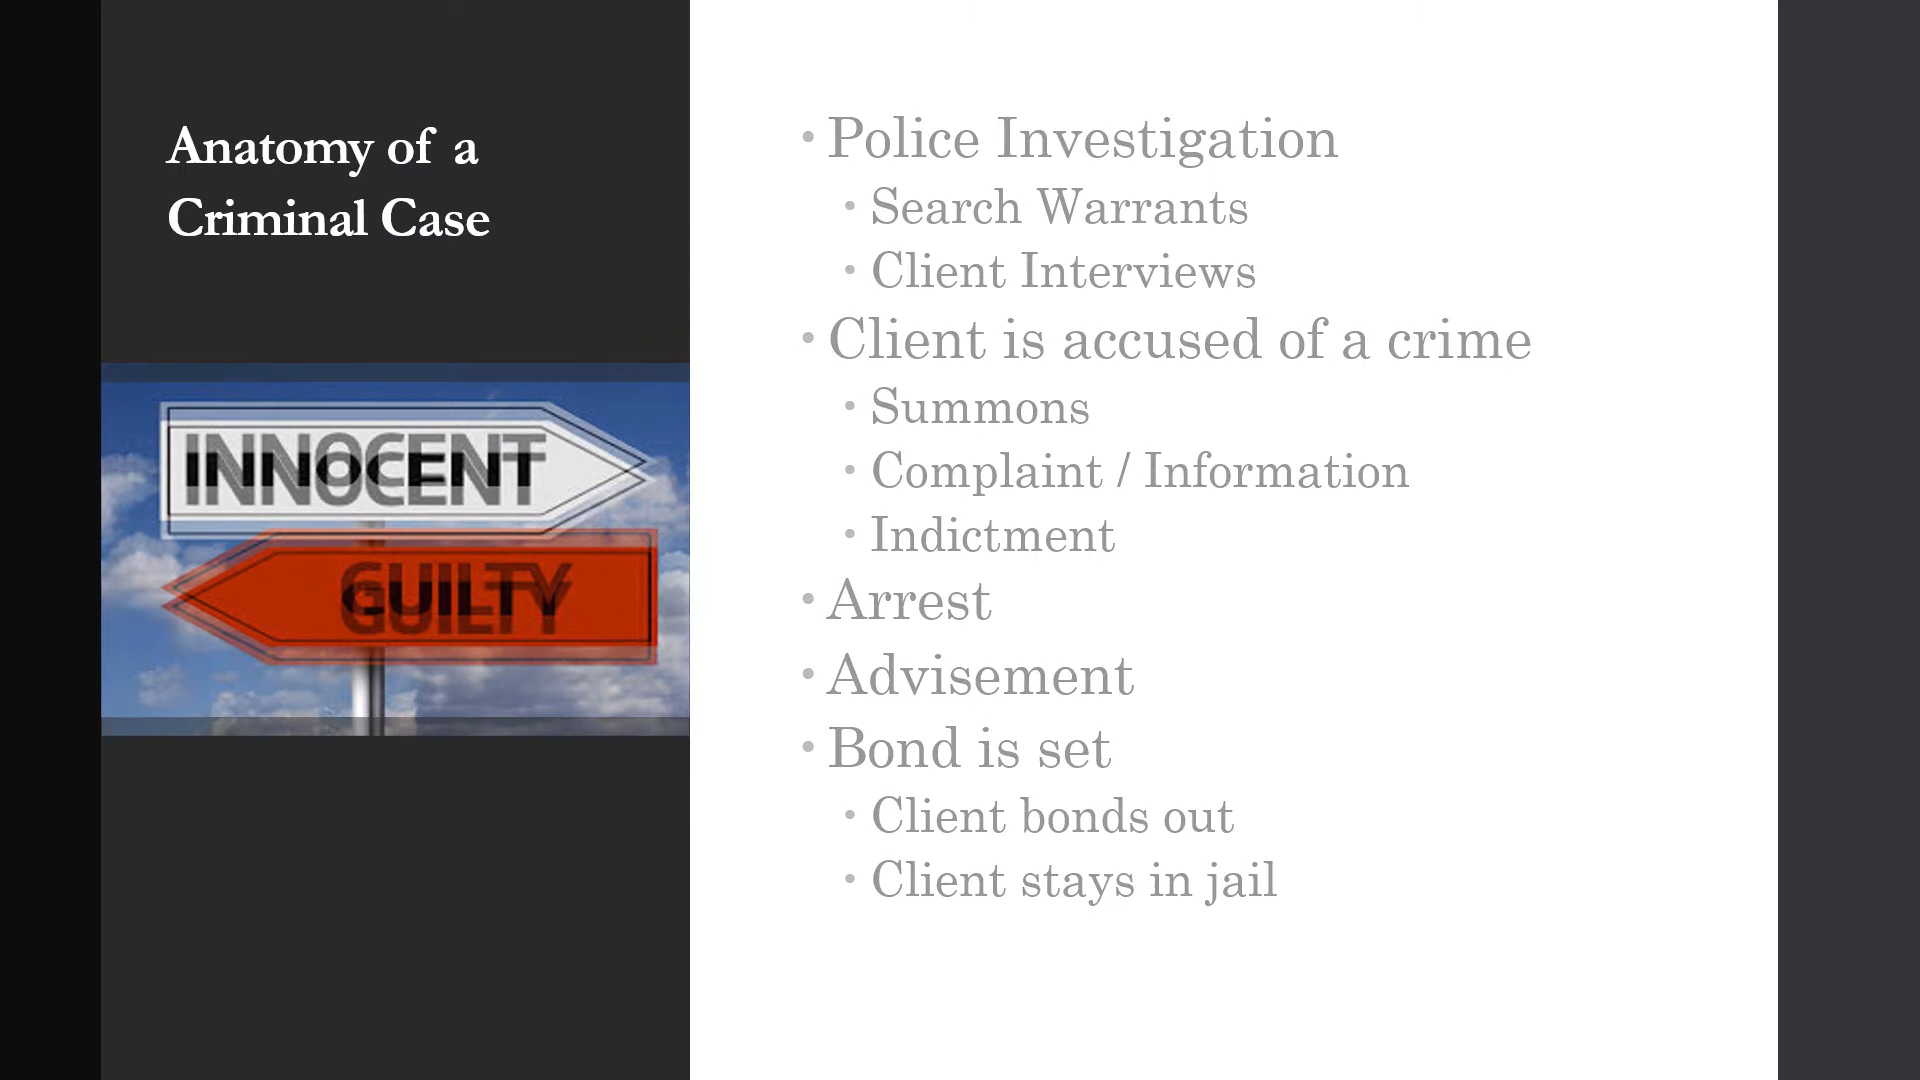 Anatomy of a
Criminal Case
INNOCENT
GUILTY
• Police Investigation
• Search Warrants
• Client Interviews
• Client is accused of a crime
• Summons
• Complaint / Information
• Indictment
• Arrest
• Advisement
• Bond is set
• Client bonds out
• Client stays in jail